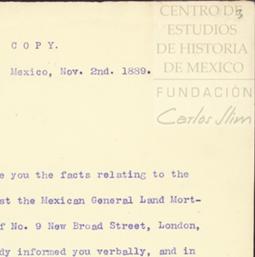 3
CENTRO DE
ESTUDIOS
DE HISTORIA
DE MEXICO
FUNDACIÓN
Carlos Slim
COPY.
Mexico, Nov. 2nd. 1889.
e you the facts relating to the
st the Mexican General Land Mort-
f No. 9 New Broad Street, London,
dy informed you verbally, and in